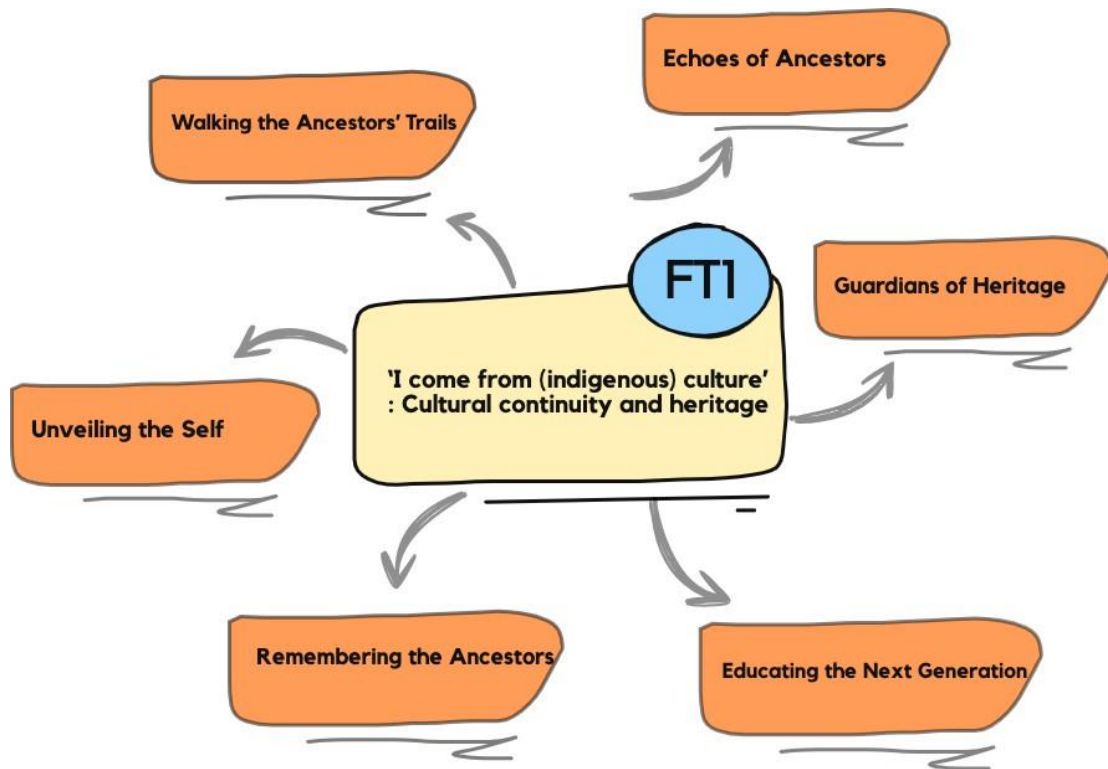 Echoes of Ancestors
Walking the Ancestors' Trails
FT1
Guardians of Heritage
'I come from (indigenous) culture'
: Cultural continuity and heritage
Unveiling the Self
Remembering the Ancestors
Educating the Next Generation